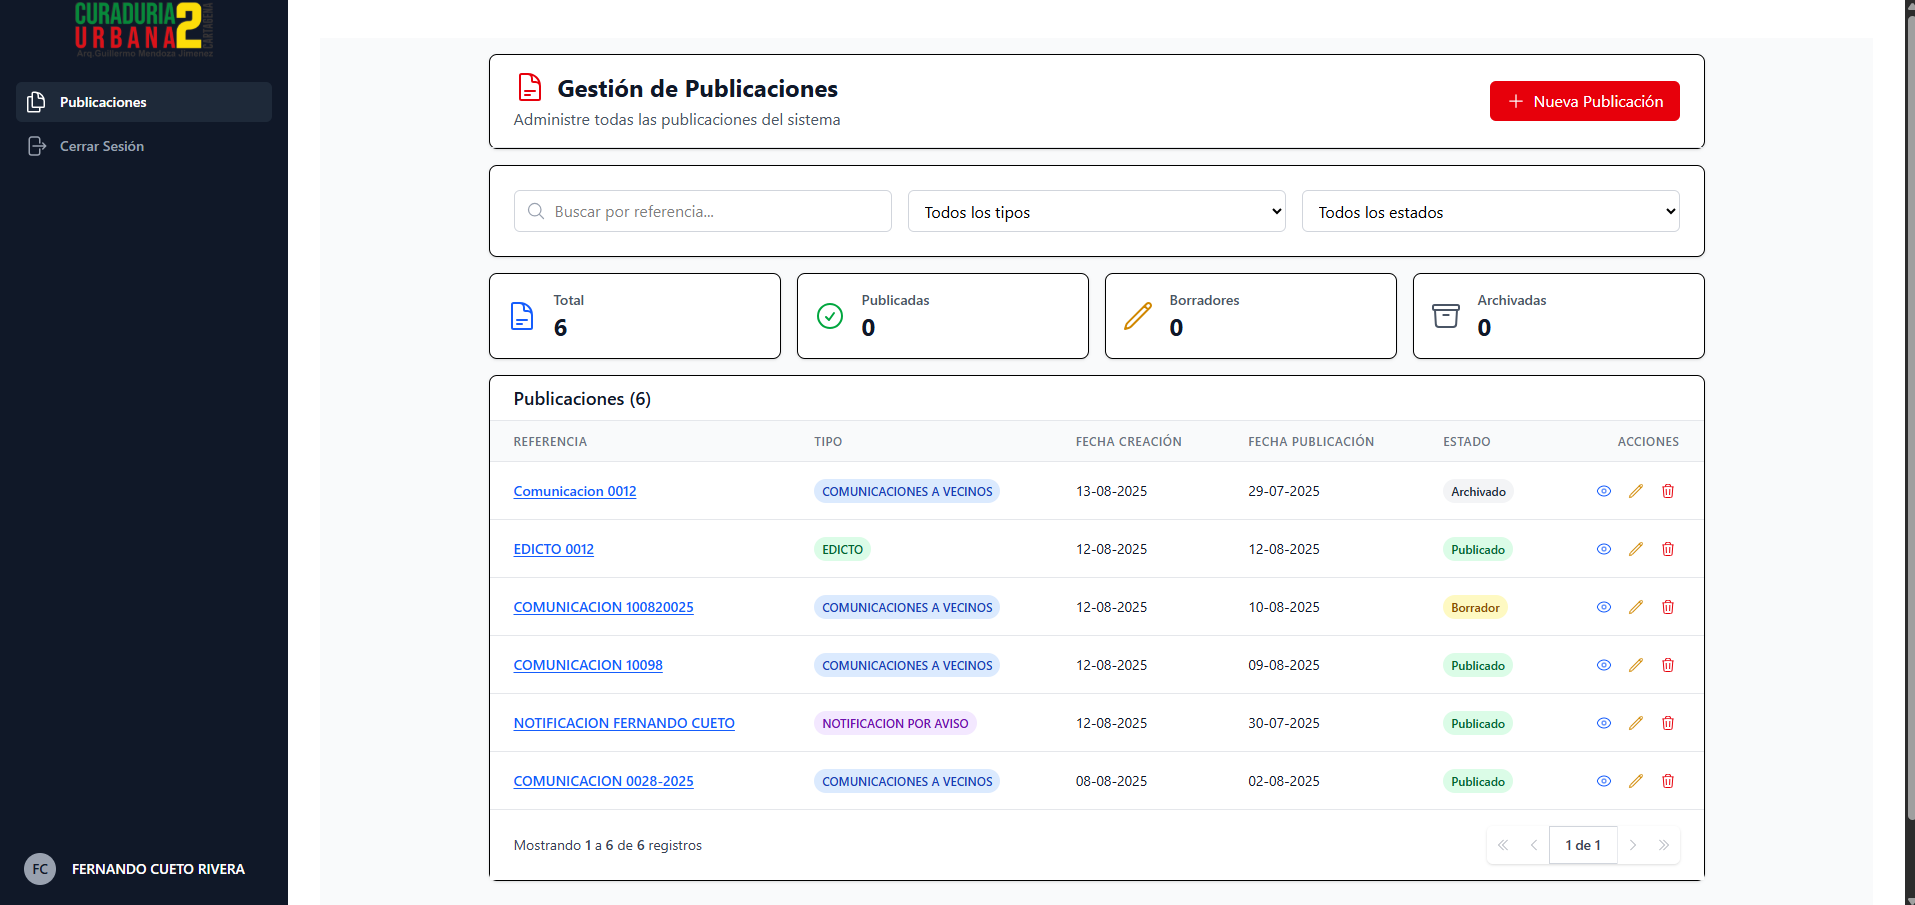 CURADURIA
URBANA 2
CARTAGENA
Arq. Guillermo Mendoza Jimenez
Publicaciones
Cerrar Sesión
FC FERNANDO CUETO RIVERA
Gestión de Publicaciones
Administre todas las publicaciones del sistema
Nueva Publicación
Buscar por referencia...
Todos los tipos
Todos los estados
Total
6
Publicadas
0
Borradores
0
Archivadas
0
Publicaciones (6)
REFERENCIA TIPO FECHA CREACIÓN FECHA PUBLICACIÓN ESTADO ACCIONES
Comunicacion 0012 COMUNICACIONES A VECINOS 13-08-2025 29-07-2025 Archivado
EDICTO 0012 EDICTO 12-08-2025 12-08-2025 Publicado
COMUNICACION 100820025 COMUNICACIONES A VECINOS 12-08-2025 10-08-2025 Borrador
COMUNICACION 10098 COMUNICACIONES A VECINOS 12-08-2025 09-08-2025 Publicado
NOTIFICACION FERNANDO CUETO NOTIFICACION POR AVISO 12-08-2025 30-07-2025 Publicado
COMUNICACION 0028-2025 COMUNICACIONES A VECINOS 08-08-2025 02-08-2025 Publicado
Mostrando 1 a 6 de 6 registros
1 de 1